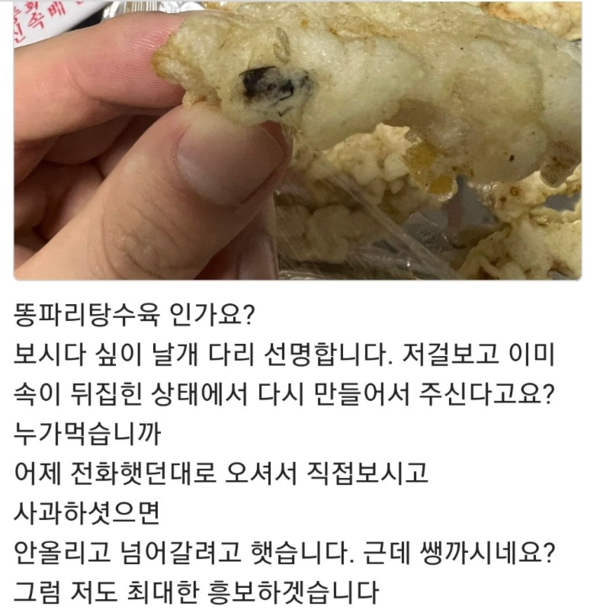 신속배
똥파리탕수육 인가요?
보시다 싶이 날개 다리 선명합니다. 저걸보고 이미
속이 뒤집힌 상태에서 다시 만들어서 주신다고요?
누가먹습니까
어제 전화햇던대로 오셔서 직접보시고
사과하셧으면
안올리고 넘어갈려고 햇습니다. 근데 쌩까시네요?
그럼 저도 최대한 흥보하겟습니다